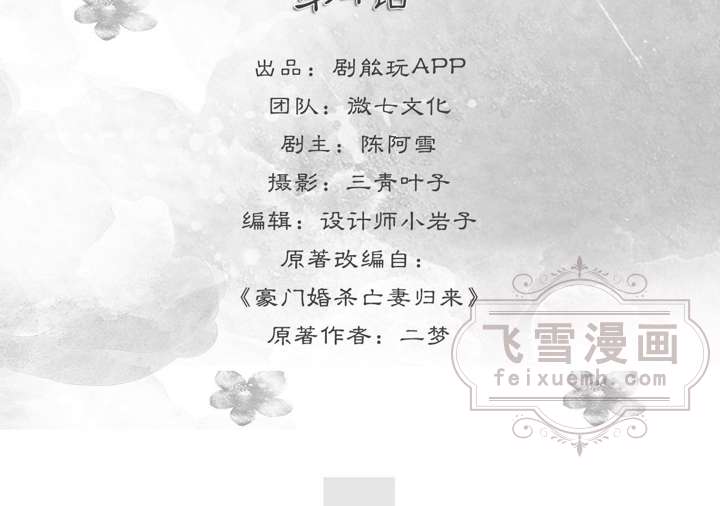 出品：剧能玩APP
团队：微七文化
剧主：陈阿雪
摄影：三青叶子
编辑：设计师小岩子
原著改编自：
《豪门婚杀亡妻归来》
原著作者：二梦
飞雪漫画
feixuemh.com